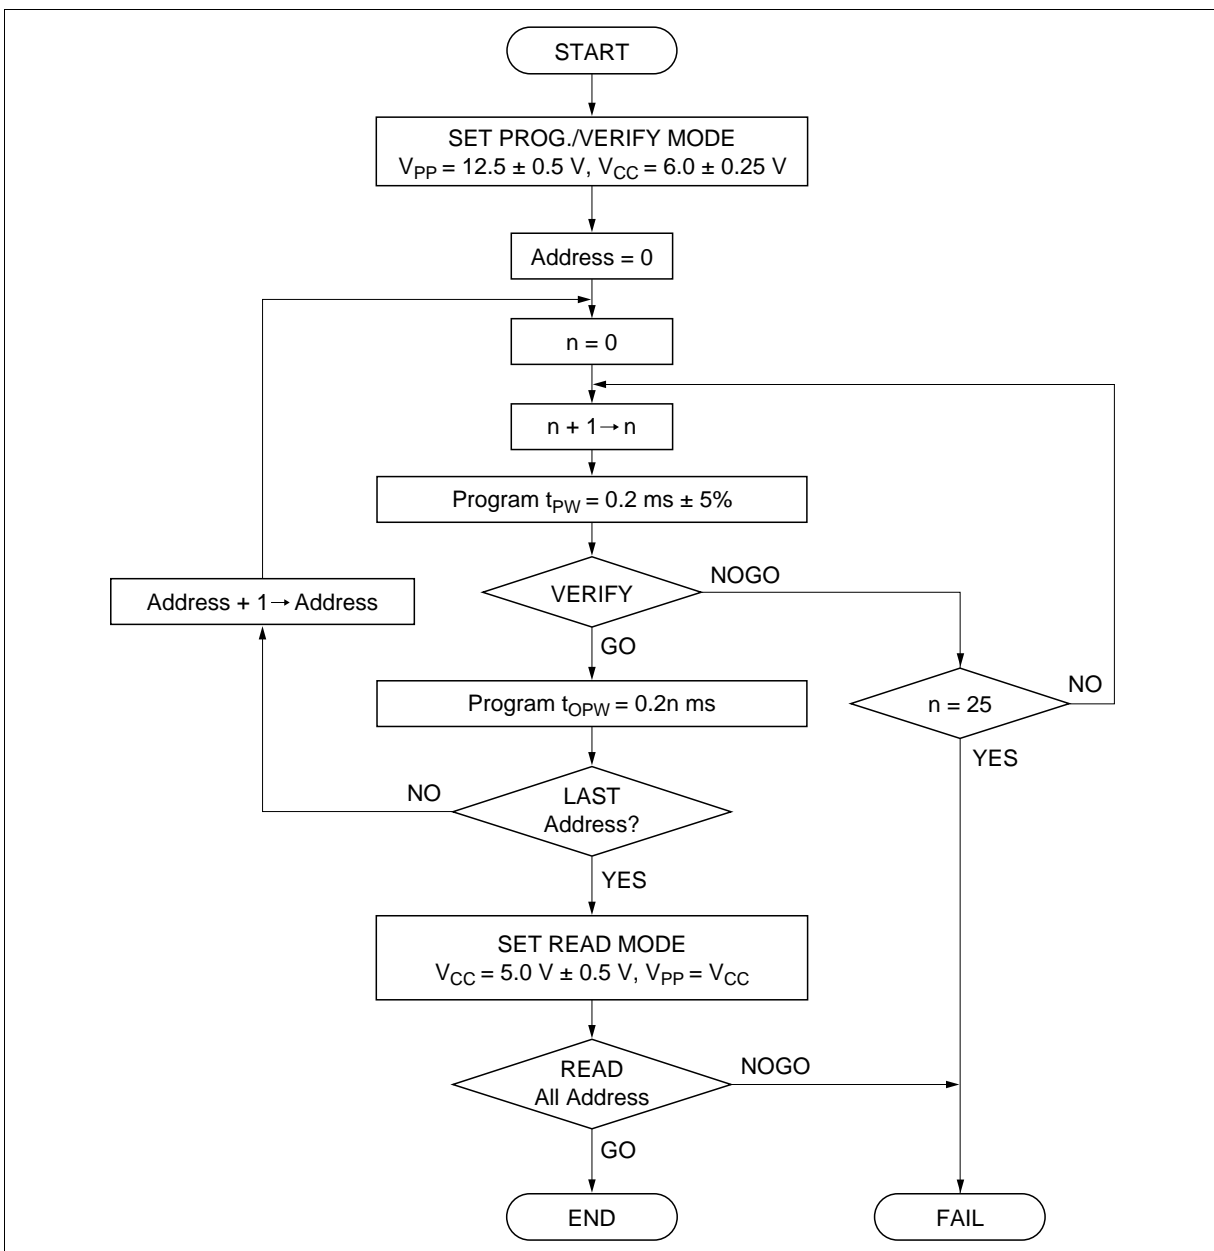 START
SET PROG./VERIFY MODE
VPP = 12.5 ± 0.5 V, VCC = 6.0 ± 0.25 V
Address = 0
n = 0
n + 1→ n
Program tPW = 0.2 ms ± 5%
VERIFY
NOGO
Address + 1→ Address
GO
Program tOPW = 0.2n ms
n = 25
NO
YES
NO
LAST
Address?
YES
SET READ MODE
VCC = 5.0 V ± 0.5 V, VPP = VCC
READ
All Address
NOGO
GO
END
FAIL